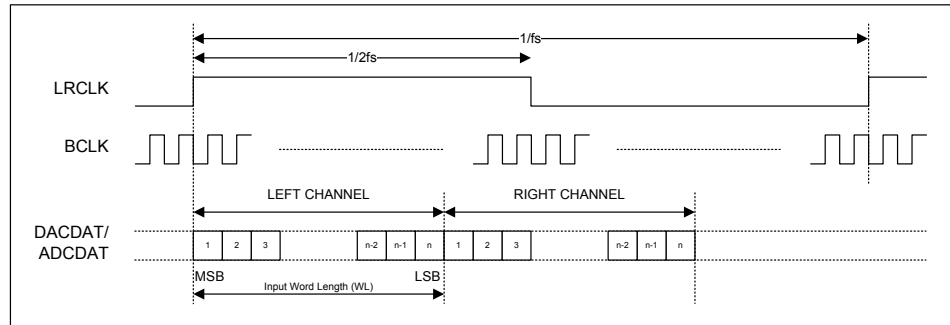 1/fs
1/2fs
LRCLK
BCLK
LEFT CHANNEL RIGHT CHANNEL
DACDAT/
ADCDAT
1 2 3 n-2 n-1 n 1 2 3 n-2 n-1 n
MSB LSB
Input Word Length (WL)